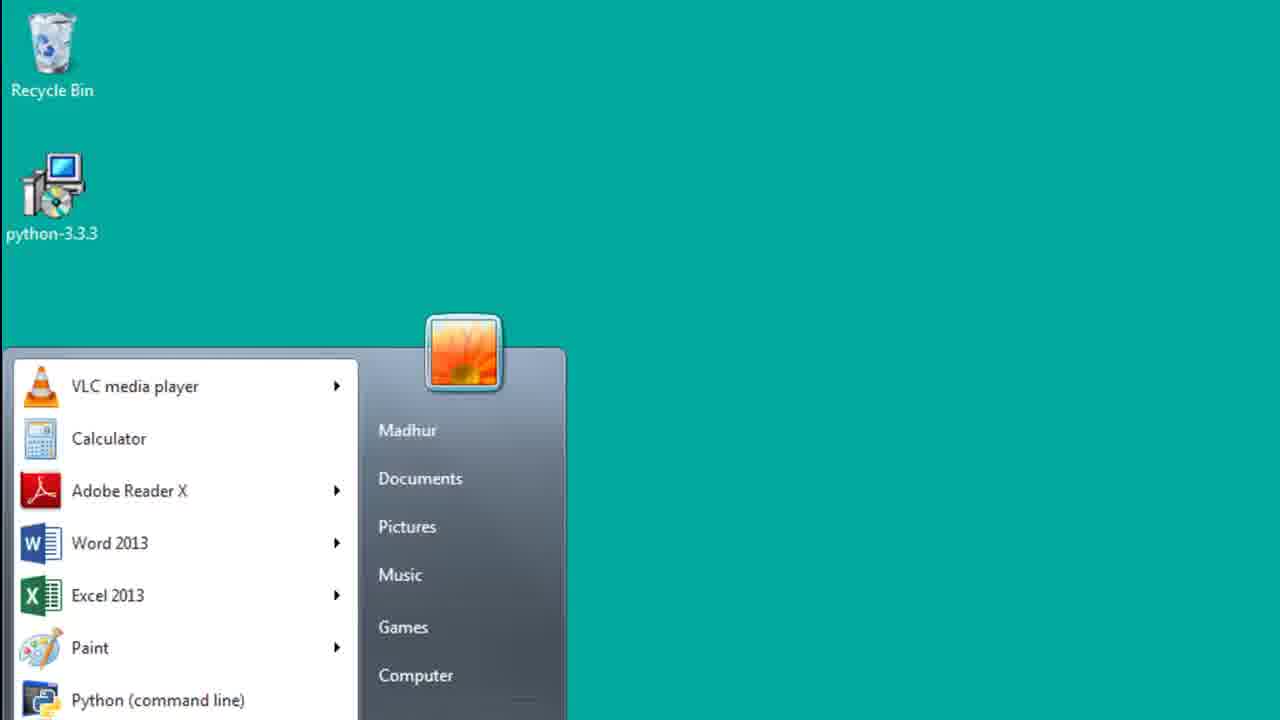 Recycle Bin
python-3.3.3
VLC media player
Calculator
Adobe Reader X
Word 2013
Excel 2013
Paint
Python (command line)
Madhur
Documents
Pictures
Music
Games
Computer